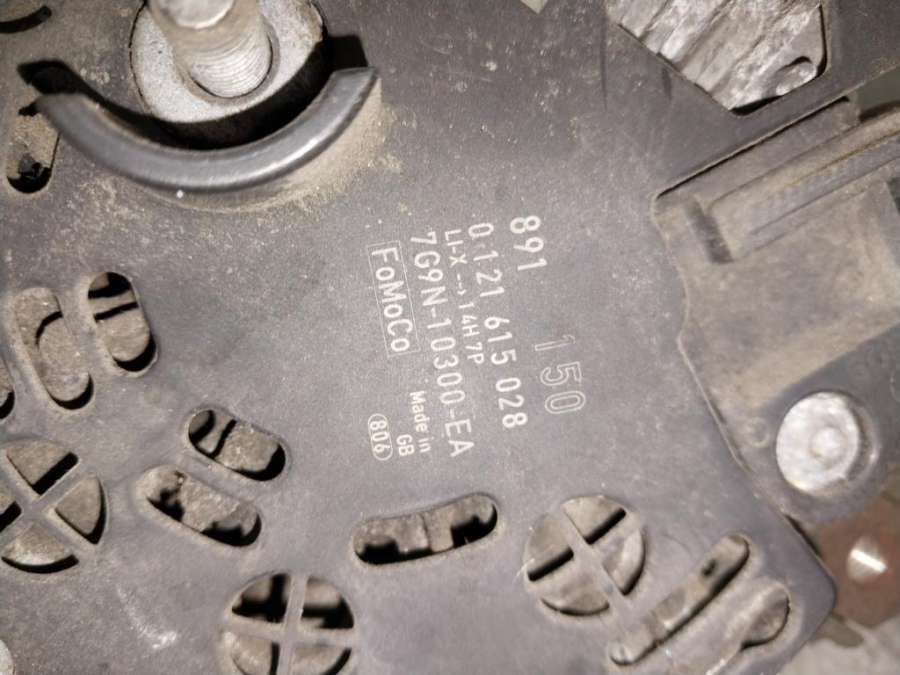 891 150
0 121 615 028
LI-X --> 14H7P
7G9N-10300-EA
FoMoCo
Made in
GB
806